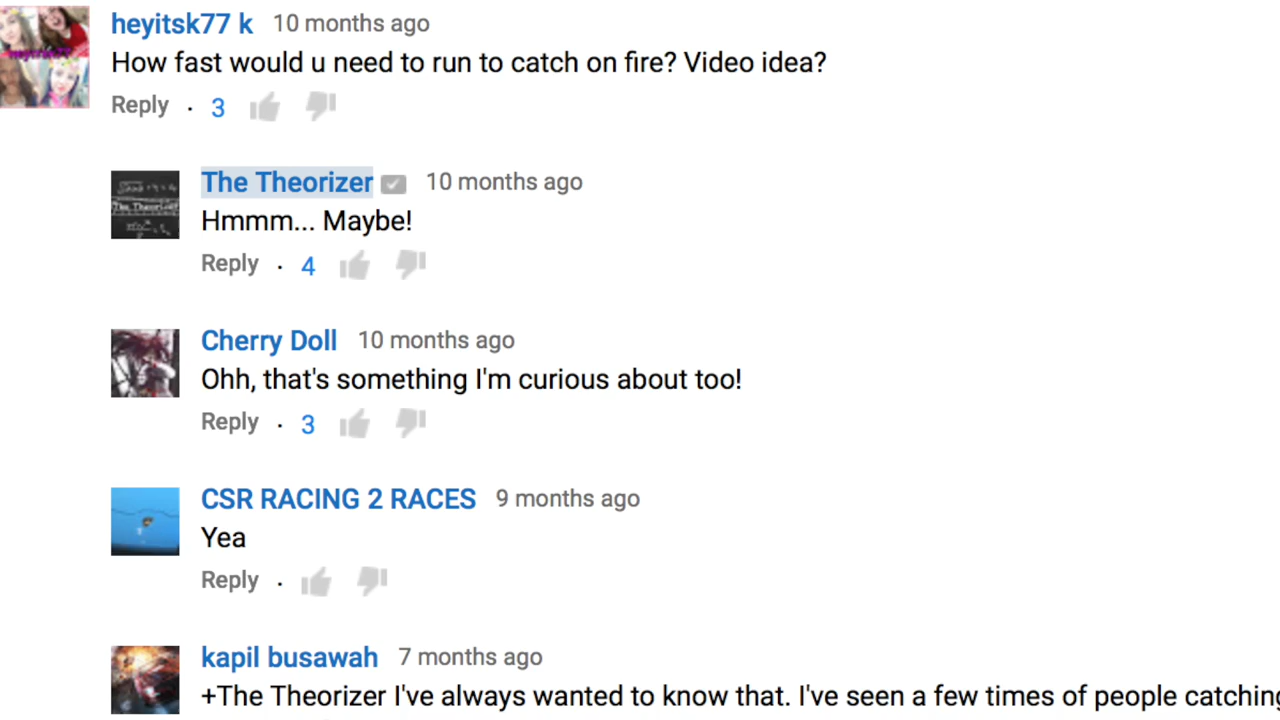 heyitsk77 k 10 months ago
How fast would u need to run to catch on fire? Video idea?
Reply · 3
The Theorizer 10 months ago
Hmmm... Maybe!
Reply · 4
Cherry Doll 10 months ago
Ohh, that's something I'm curious about too!
Reply · 3
CSR RACING 2 RACES 9 months ago
Yea
Reply ·
kapil busawah 7 months ago
+The Theorizer I've always wanted to know that. I've seen a few times of people catching